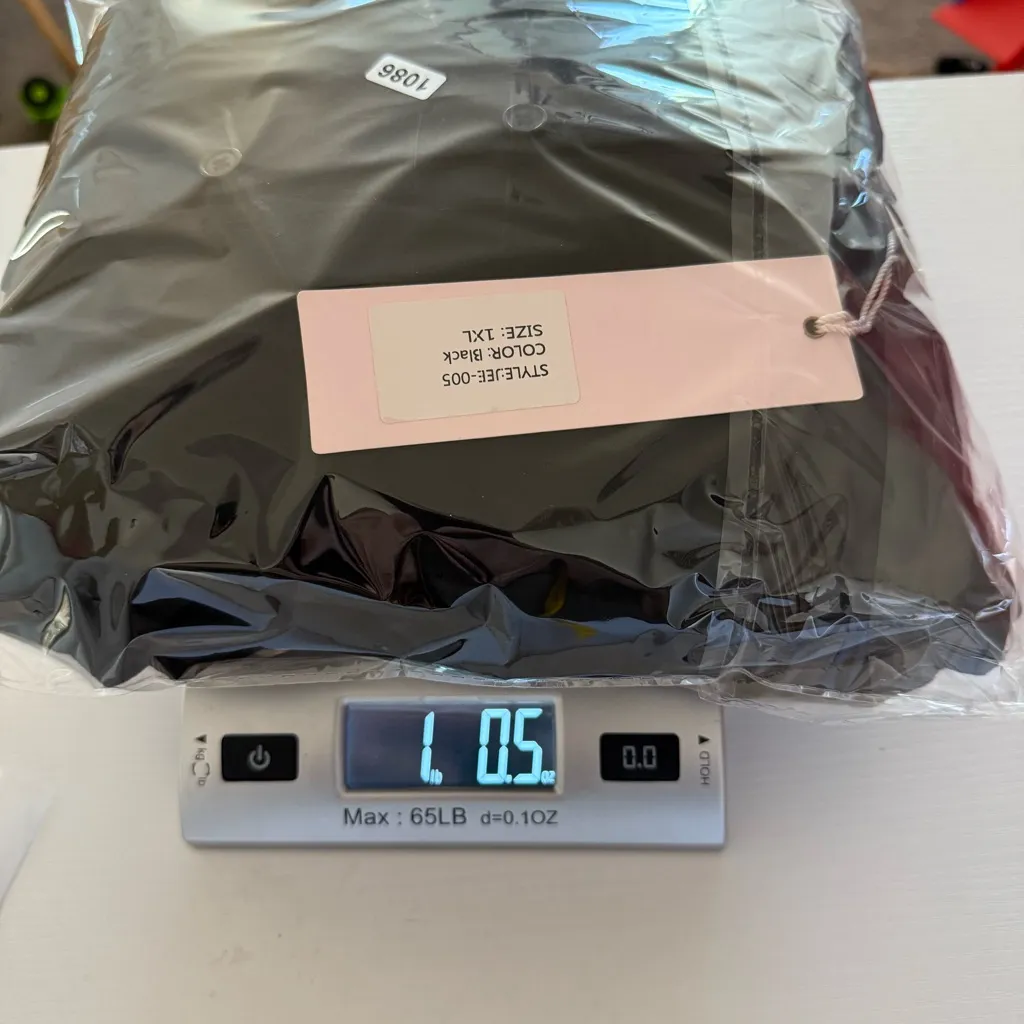 1086
STYLE:JEE-005
COLOR: Black
SIZE: 1XL
1 lb 0.5 oz
0.0
kg
lb
HOLD
Max : 65LB d=0.1OZ